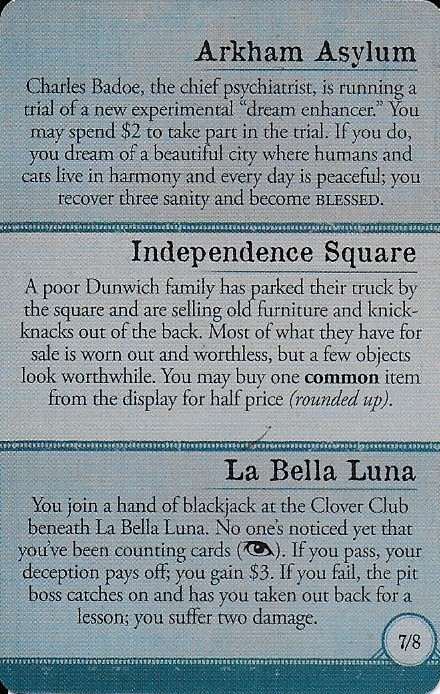 Arkham Asylum
Charles Badoe, the chief psychiatrist, is running a
trial of a new experimental “dream enhancer.” You
may spend $2 to take part in the trial. If you do,
you dream of a beautiful city where humans and
cats live in harmony and every day is peaceful; you
recover three sanity and become BLESSED.
Independence Square
A poor Dunwich family has parked their truck by
the square and are selling old furniture and knick-
knacks out of the back. Most of what they have for
sale is worn out and worthless, but a few objects
look worthwhile. You may buy one common item
from the display for half price (rounded up).
La Bella Luna
You join a hand of blackjack at the Clover Club
beneath La Bella Luna. No one’s noticed yet that
you’ve been counting cards (). If you pass, your
deception pays off; you gain $3. If you fail, the pit
boss catches on and has you taken out back for a
lesson; you suffer two damage.
7/8